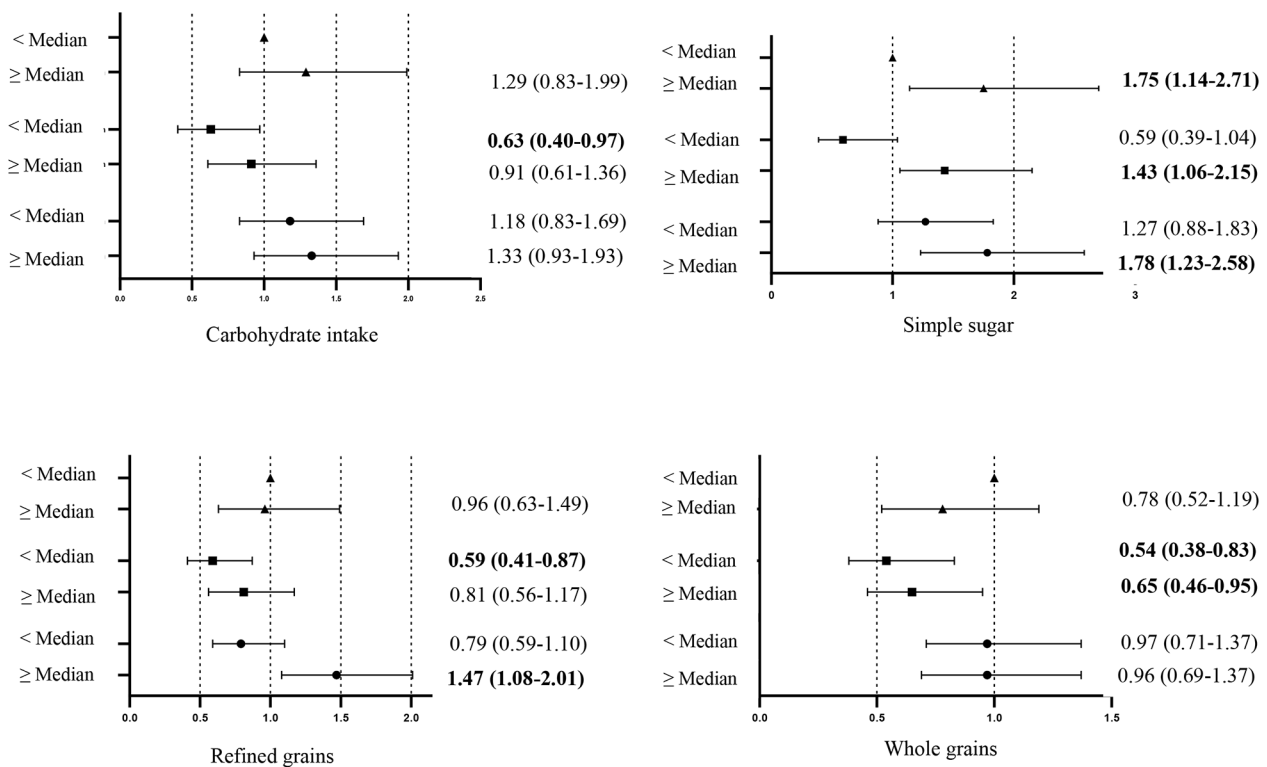 < Median
≥ Median
1.29 (0.83-1.99)
< Median
0.63 (0.40-0.97)
≥ Median
0.91 (0.61-1.36)
< Median
1.18 (0.83-1.69)
≥ Median
1.33 (0.93-1.93)
0.0 0.5 1.0 1.5 2.0 2.5
Carbohydrate intake
< Median
≥ Median
1.75 (1.14-2.71)
< Median
0.59 (0.39-1.04)
≥ Median
1.43 (1.06-2.15)
< Median
1.27 (0.88-1.83)
≥ Median
1.78 (1.23-2.58)
0 1 2 3
Simple sugar
< Median
≥ Median
0.96 (0.63-1.49)
< Median
0.59 (0.41-0.87)
≥ Median
0.81 (0.56-1.17)
< Median
0.79 (0.59-1.10)
≥ Median
1.47 (1.08-2.01)
0.0 0.5 1.0 1.5 2.0
Refined grains
< Median
≥ Median
0.78 (0.52-1.19)
< Median
0.54 (0.38-0.83)
≥ Median
0.65 (0.46-0.95)
< Median
0.97 (0.71-1.37)
≥ Median
0.96 (0.69-1.37)
0.0 0.5 1.0 1.5
Whole grains